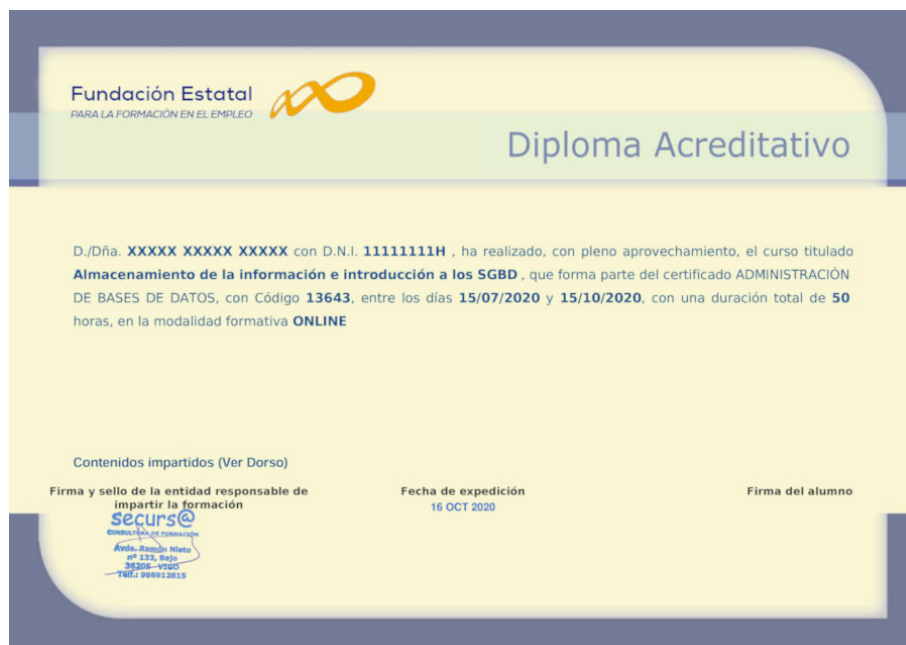 Fundación Estatal
PARA LA FORMACIÓN EN EL EMPLEO
Diploma Acreditativo
D./Dña. XXXXX XXXXX XXXXX con D.N.I. 11111111H , ha realizado, con pleno aprovechamiento, el curso titulado
Almacenamiento de la información e introducción a los SGBD , que forma parte del certificado ADMINISTRACIÓN
DE BASES DE DATOS, con Código 13643, entre los días 15/07/2020 y 15/10/2020, con una duración total de 50
horas, en la modalidad formativa ONLINE
Contenidos impartidos (Ver Dorso)
Firma y sello de la entidad responsable de
impartir la formación
securs@
CONSULTORA DE FORMACIÓN
Avda. Ramón Nieto
nº 133, Bajo
36205 - VIGO
Telf.: 986912815
Fecha de expedición
16 OCT 2020
Firma del alumno